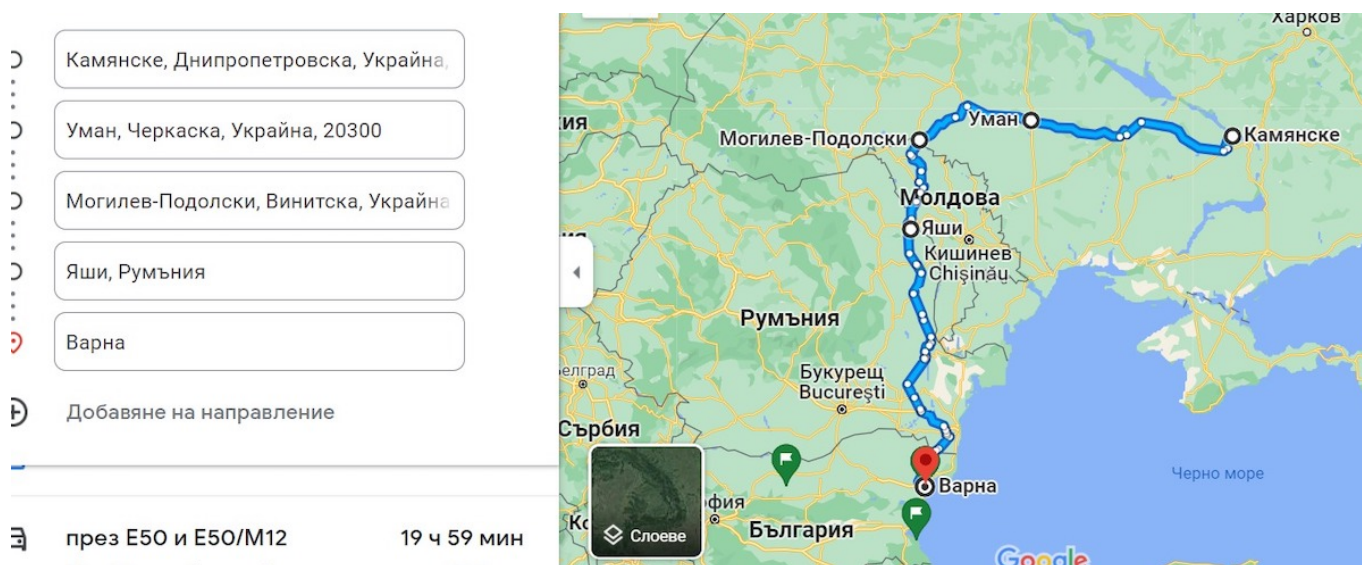 Камянске, Днипропетровска, Украйна,
Уман, Черкаска, Украйна, 20300
Могилев-Подолски, Винитска, Украйна
Яши, Румъния
Варна
Добавяне на направление
през E50 и E50/M12
19 ч 59 мин
Харков
Уман
Могилев-Подолски
Камянске
Молдова
Яши
Кишинев
Chișinău
Румъния
Букурещ
București
Сърбия
Черно море
Варна
България
Слоеве
Google